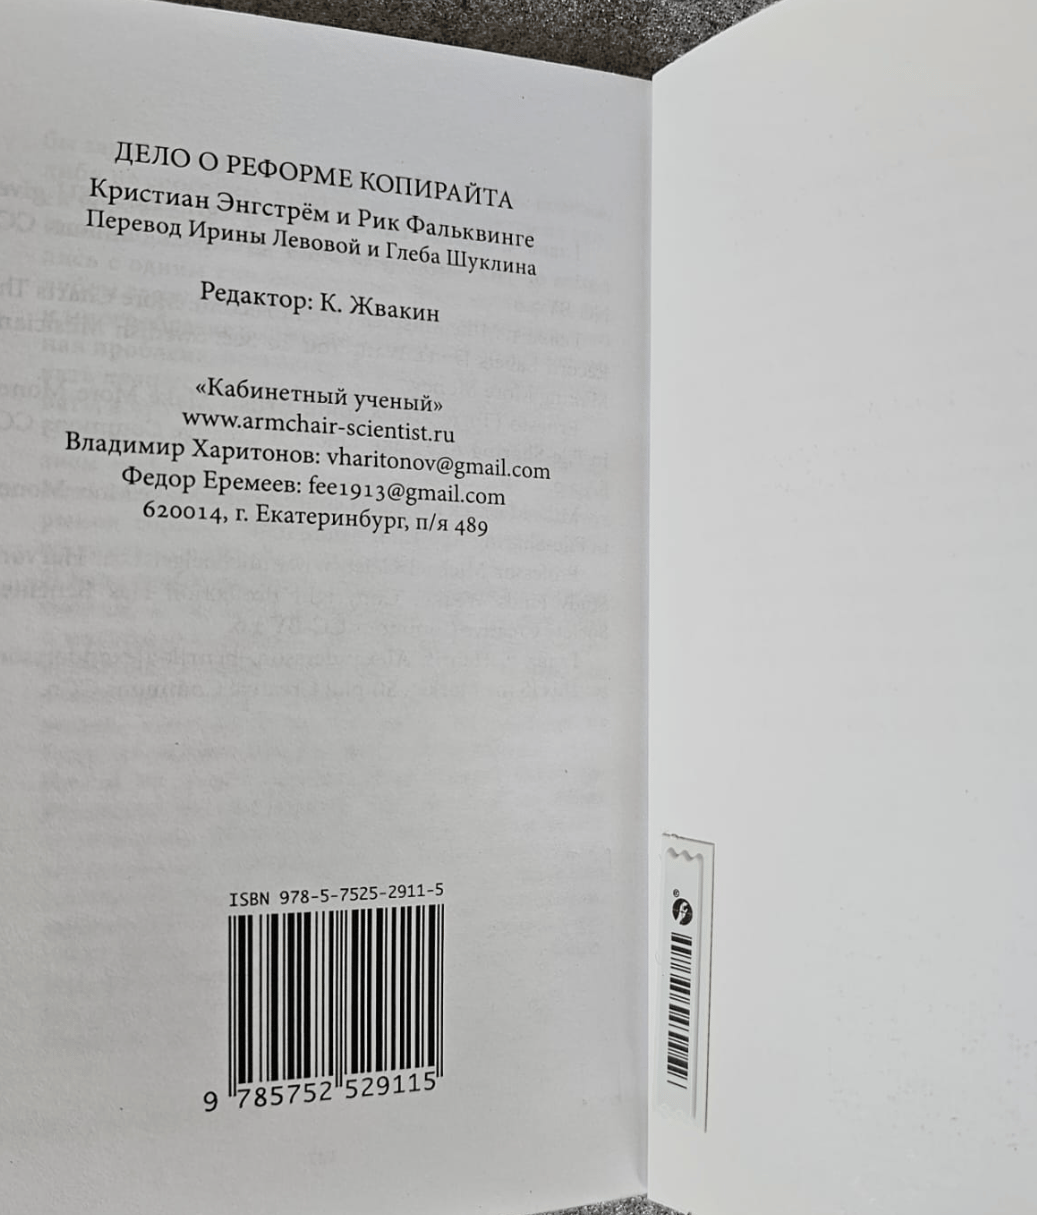 ДЕЛО О РЕФОРМЕ КОПИРАЙТА
Кристиан Энгстрём и Рик Фальквинге
Перевод Ирины Левовой и Глеба Шуклина
Редактор: К. Жвакин
«Кабинетный ученый»
www.armchair-scientist.ru
Владимир Харитонов: vharitonov@gmail.com
Федор Еремеев: fee1913@gmail.com
620014, г. Екатеринбург, п/я 489
ISBN 978-5-7525-2911-5
9 785752 529115